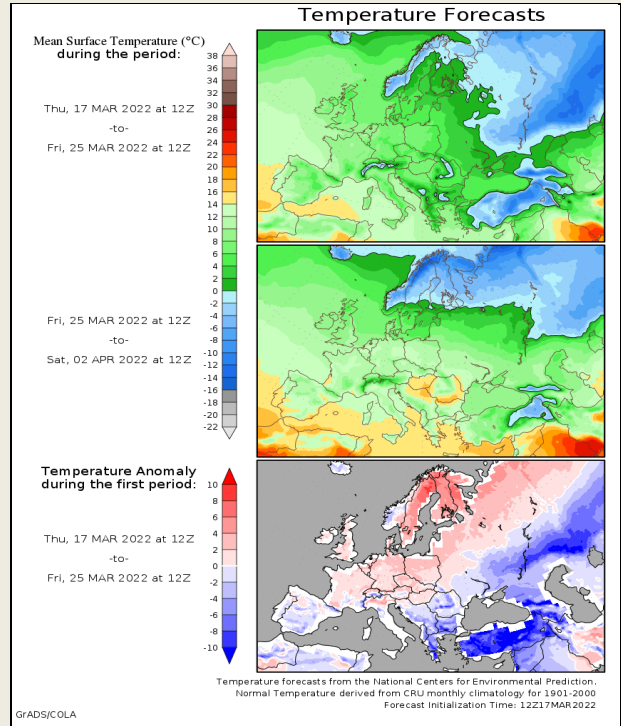 Temperature Forecasts
Mean Surface Temperature (°C)
during the period:
38
36
34
32
30
28
26
24
22
20
18
16
14
12
10
8
6
4
2
0
-2
-4
-6
-8
-10
-12
-14
-16
-18
-20
-22
Thu, 17 MAR 2022 at 12Z
-to-
Fri, 25 MAR 2022 at 12Z
Fri, 25 MAR 2022 at 12Z
-to-
Sat, 02 APR 2022 at 12Z
Temperature Anomaly
during the first period:
10
8
6
4
2
0
-2
-4
-6
-8
-10
Thu, 17 MAR 2022 at 12Z
-to-
Fri, 25 MAR 2022 at 12Z
Temperature forecasts from the National Centers for Environmental Prediction.
Normal Temperature derived from CRU monthly climatology for 1901-2000
Forecast Initialization Time: 12Z17MAR2022
GrADS/COLA